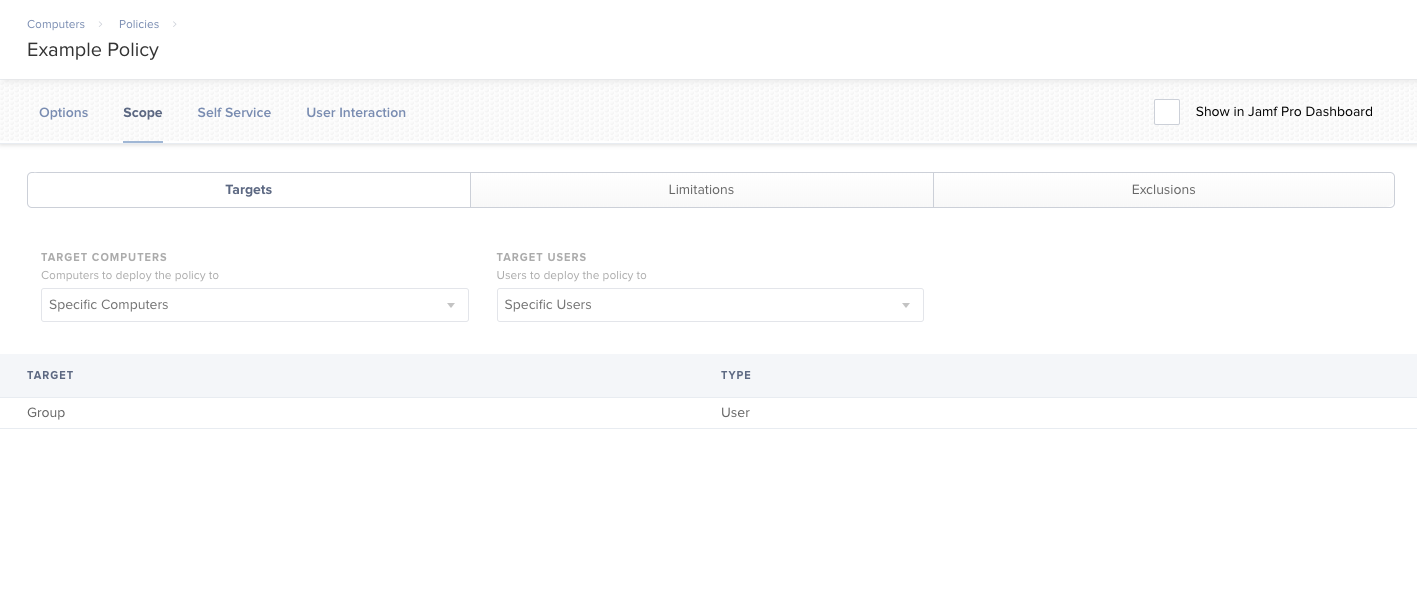 Computers Policies
Example Policy
Options Scope Self Service User Interaction Show in Jamf Pro Dashboard
Targets Limitations Exclusions
TARGET COMPUTERS TARGET USERS
Computers to deploy the policy to Users to deploy the policy to
Specific Computers Specific Users
TARGET TYPE
Group User